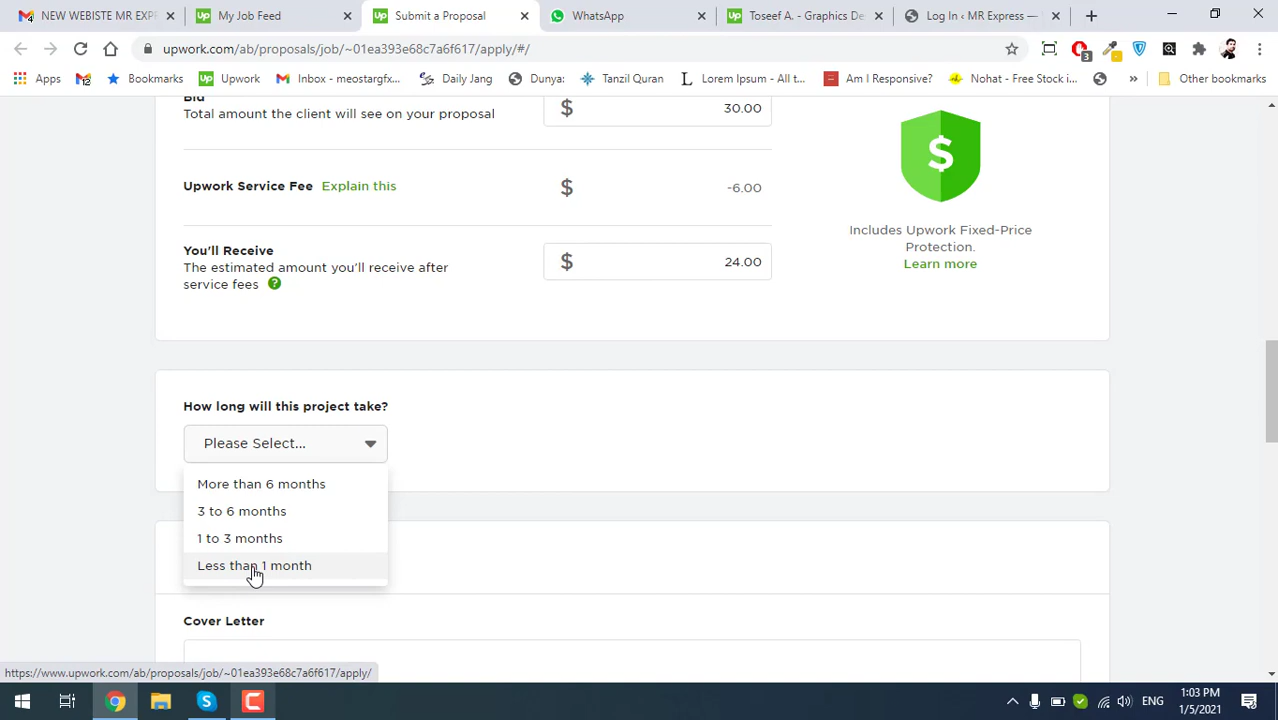 NEW WEBISTE MR EXP
My Job Feed
Submit a Proposal
WhatsApp
Toseef A. - Graphics De
Log In ‹ MR Express —
upwork.com/ab/proposals/job/~01ea393e68c7a6f617/apply/#/
3
Apps
Bookmarks
Upwork
Inbox - meostargfx...
Daily Jang
Dunya:
Tanzil Quran
Lorem Ipsum - All t...
Am I Responsive?
Nohat - Free Stock i...
»
Other bookmarks
Bid
Total amount the client will see on your proposal
$ 30.00
Upwork Service Fee Explain this
$ -6.00
You'll Receive
The estimated amount you'll receive after
service fees ?
$ 24.00
$
Includes Upwork Fixed-Price
Protection.
Learn more
How long will this project take?
Please Select...
More than 6 months
3 to 6 months
1 to 3 months
Less than 1 month
Cover Letter
https://www.upwork.com/ab/proposals/job/~01ea393e68c7a6f617/apply/
ENG
1:03 PM
1/5/2021